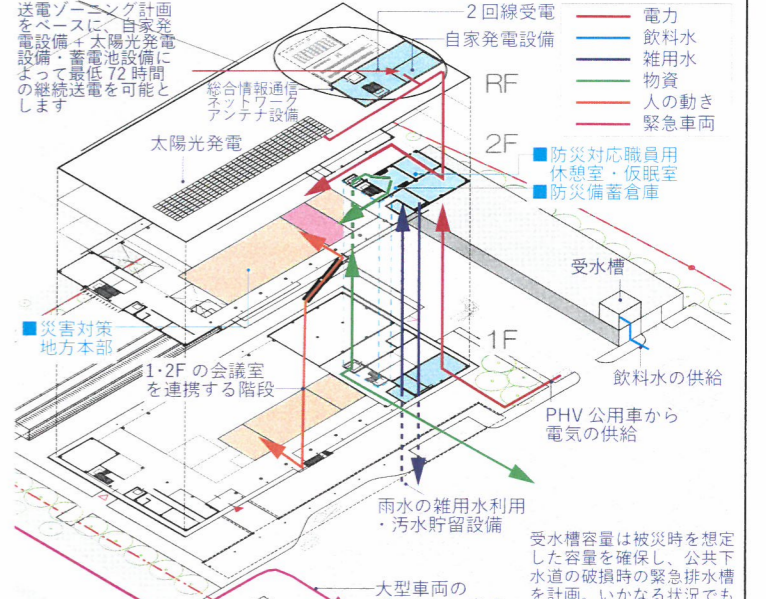 送電ゾーニング計画
をベースに、自家発
電設備＋太陽光発電
設備・蓄電池設備に
よって最低 72 時間
の継続送電を可能と
します
2 回線受電
自家発電設備
電力
飲料水
雑用水
物資
人の動き
緊急車両
総合情報通信
ネットワーク
アンテナ設備
RF
太陽光発電
2F
■防災対応職員用
休憩室・仮眠室
■防災備蓄倉庫
受水槽
■災害対策
地方本部
1F
1・2F の会議室
を連携する階段
飲料水の供給
PHV 公用車から
電気の供給
雨水の雑用水利用
・汚水貯留設備
受水槽容量は被災時を想定
した容量を確保し、公共下
水道の破損時の緊急排水槽
を計画。いかなる状況でも
大型車両の